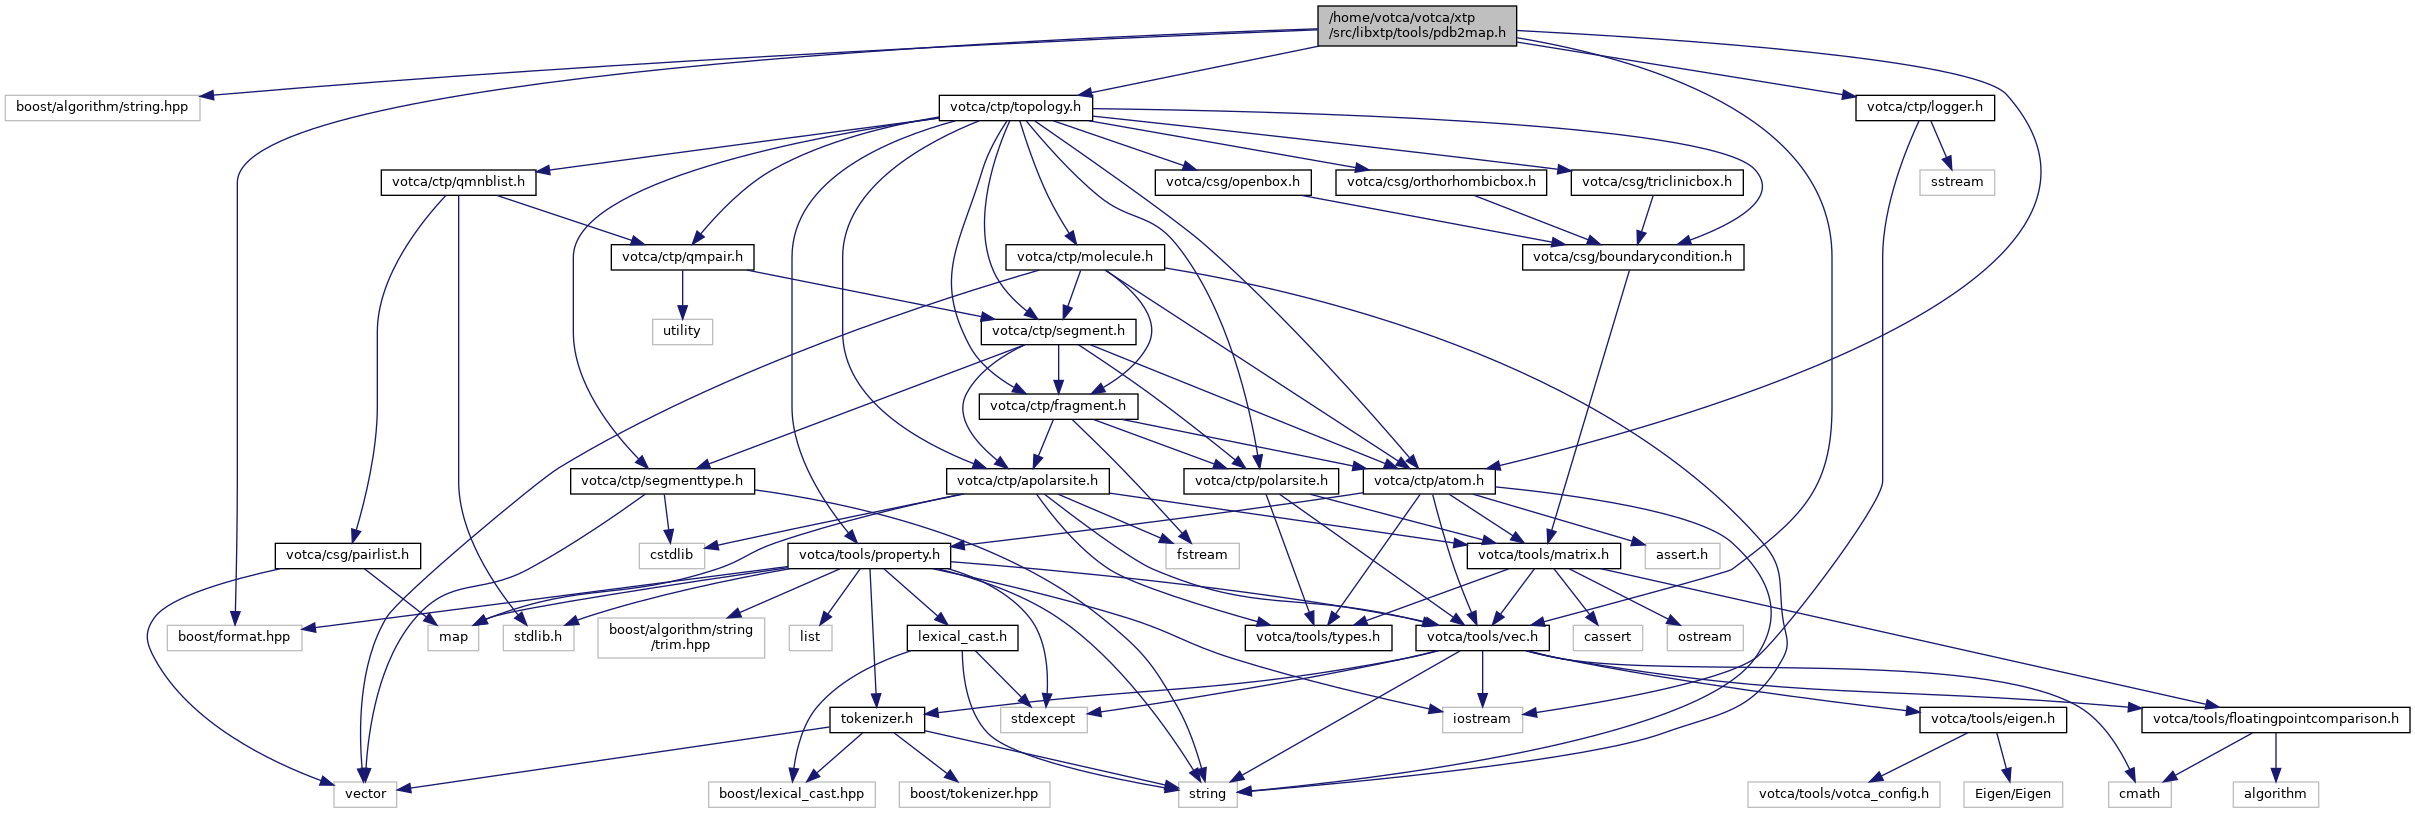 /home/votca/votca/xtp
/src/libxtp/tools/pdb2map.h
boost/algorithm/string.hpp
votca/ctp/topology.h
votca/ctp/logger.h
votca/ctp/qmnblist.h
votca/csg/openbox.h
votca/csg/orthorhombicbox.h
votca/csg/triclinicbox.h
sstream
votca/ctp/qmpair.h
votca/ctp/molecule.h
votca/csg/boundarycondition.h
utility
votca/ctp/segment.h
votca/ctp/fragment.h
votca/ctp/segmenttype.h
votca/ctp/apolarsite.h
votca/ctp/polarsite.h
votca/ctp/atom.h
votca/csg/pairlist.h
cstdlib
votca/tools/property.h
fstream
votca/tools/matrix.h
assert.h
boost/format.hpp
map
stdlib.h
boost/algorithm/string
/trim.hpp
list
lexical_cast.h
votca/tools/types.h
votca/tools/vec.h
cassert
ostream
tokenizer.h
stdexcept
iostream
votca/tools/eigen.h
votca/tools/floatingpointcomparison.h
vector
boost/lexical_cast.hpp
boost/tokenizer.hpp
string
votca/tools/votca_config.h
Eigen/Eigen
cmath
algorithm